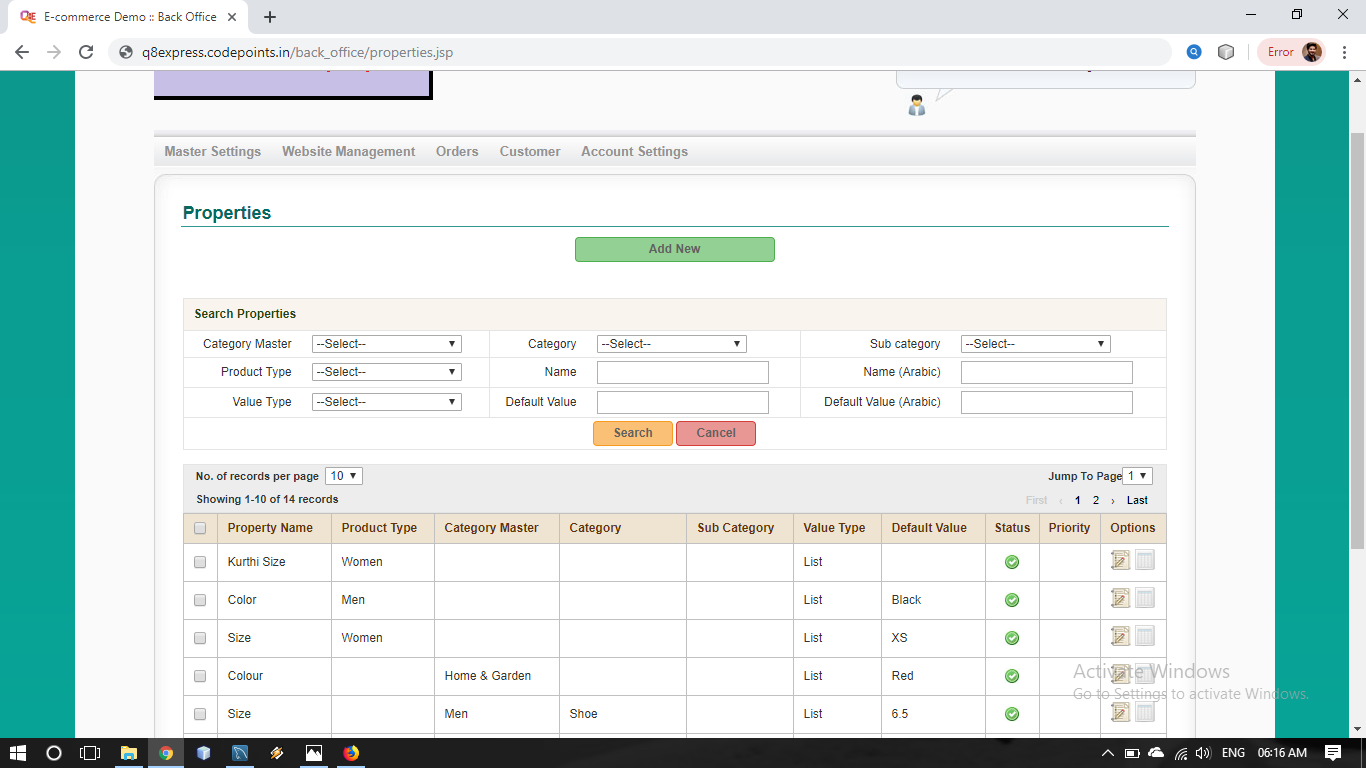 E-commerce Demo :: Back Office
q8express.codepoints.in/back_office/properties.jsp
Error
Master Settings Website Management Orders Customer Account Settings
Properties
Add New
Search Properties
Category Master --Select-- Category --Select-- Sub category --Select--
Product Type --Select-- Name Name (Arabic)
Value Type --Select-- Default Value Default Value (Arabic)
Search Cancel
No. of records per page 10 Jump To Page 1
Showing 1-10 of 14 records First ‹ 1 2 › Last
Property Name Product Type Category Master Category Sub Category Value Type Default Value Status Priority Options
Kurthi Size Women List
Color Men List Black
Size Women List XS
Colour Home & Garden List Red
Size Men Shoe List 6.5
Activate Windows
Go to Settings to activate Windows.
ENG 06:16 AM